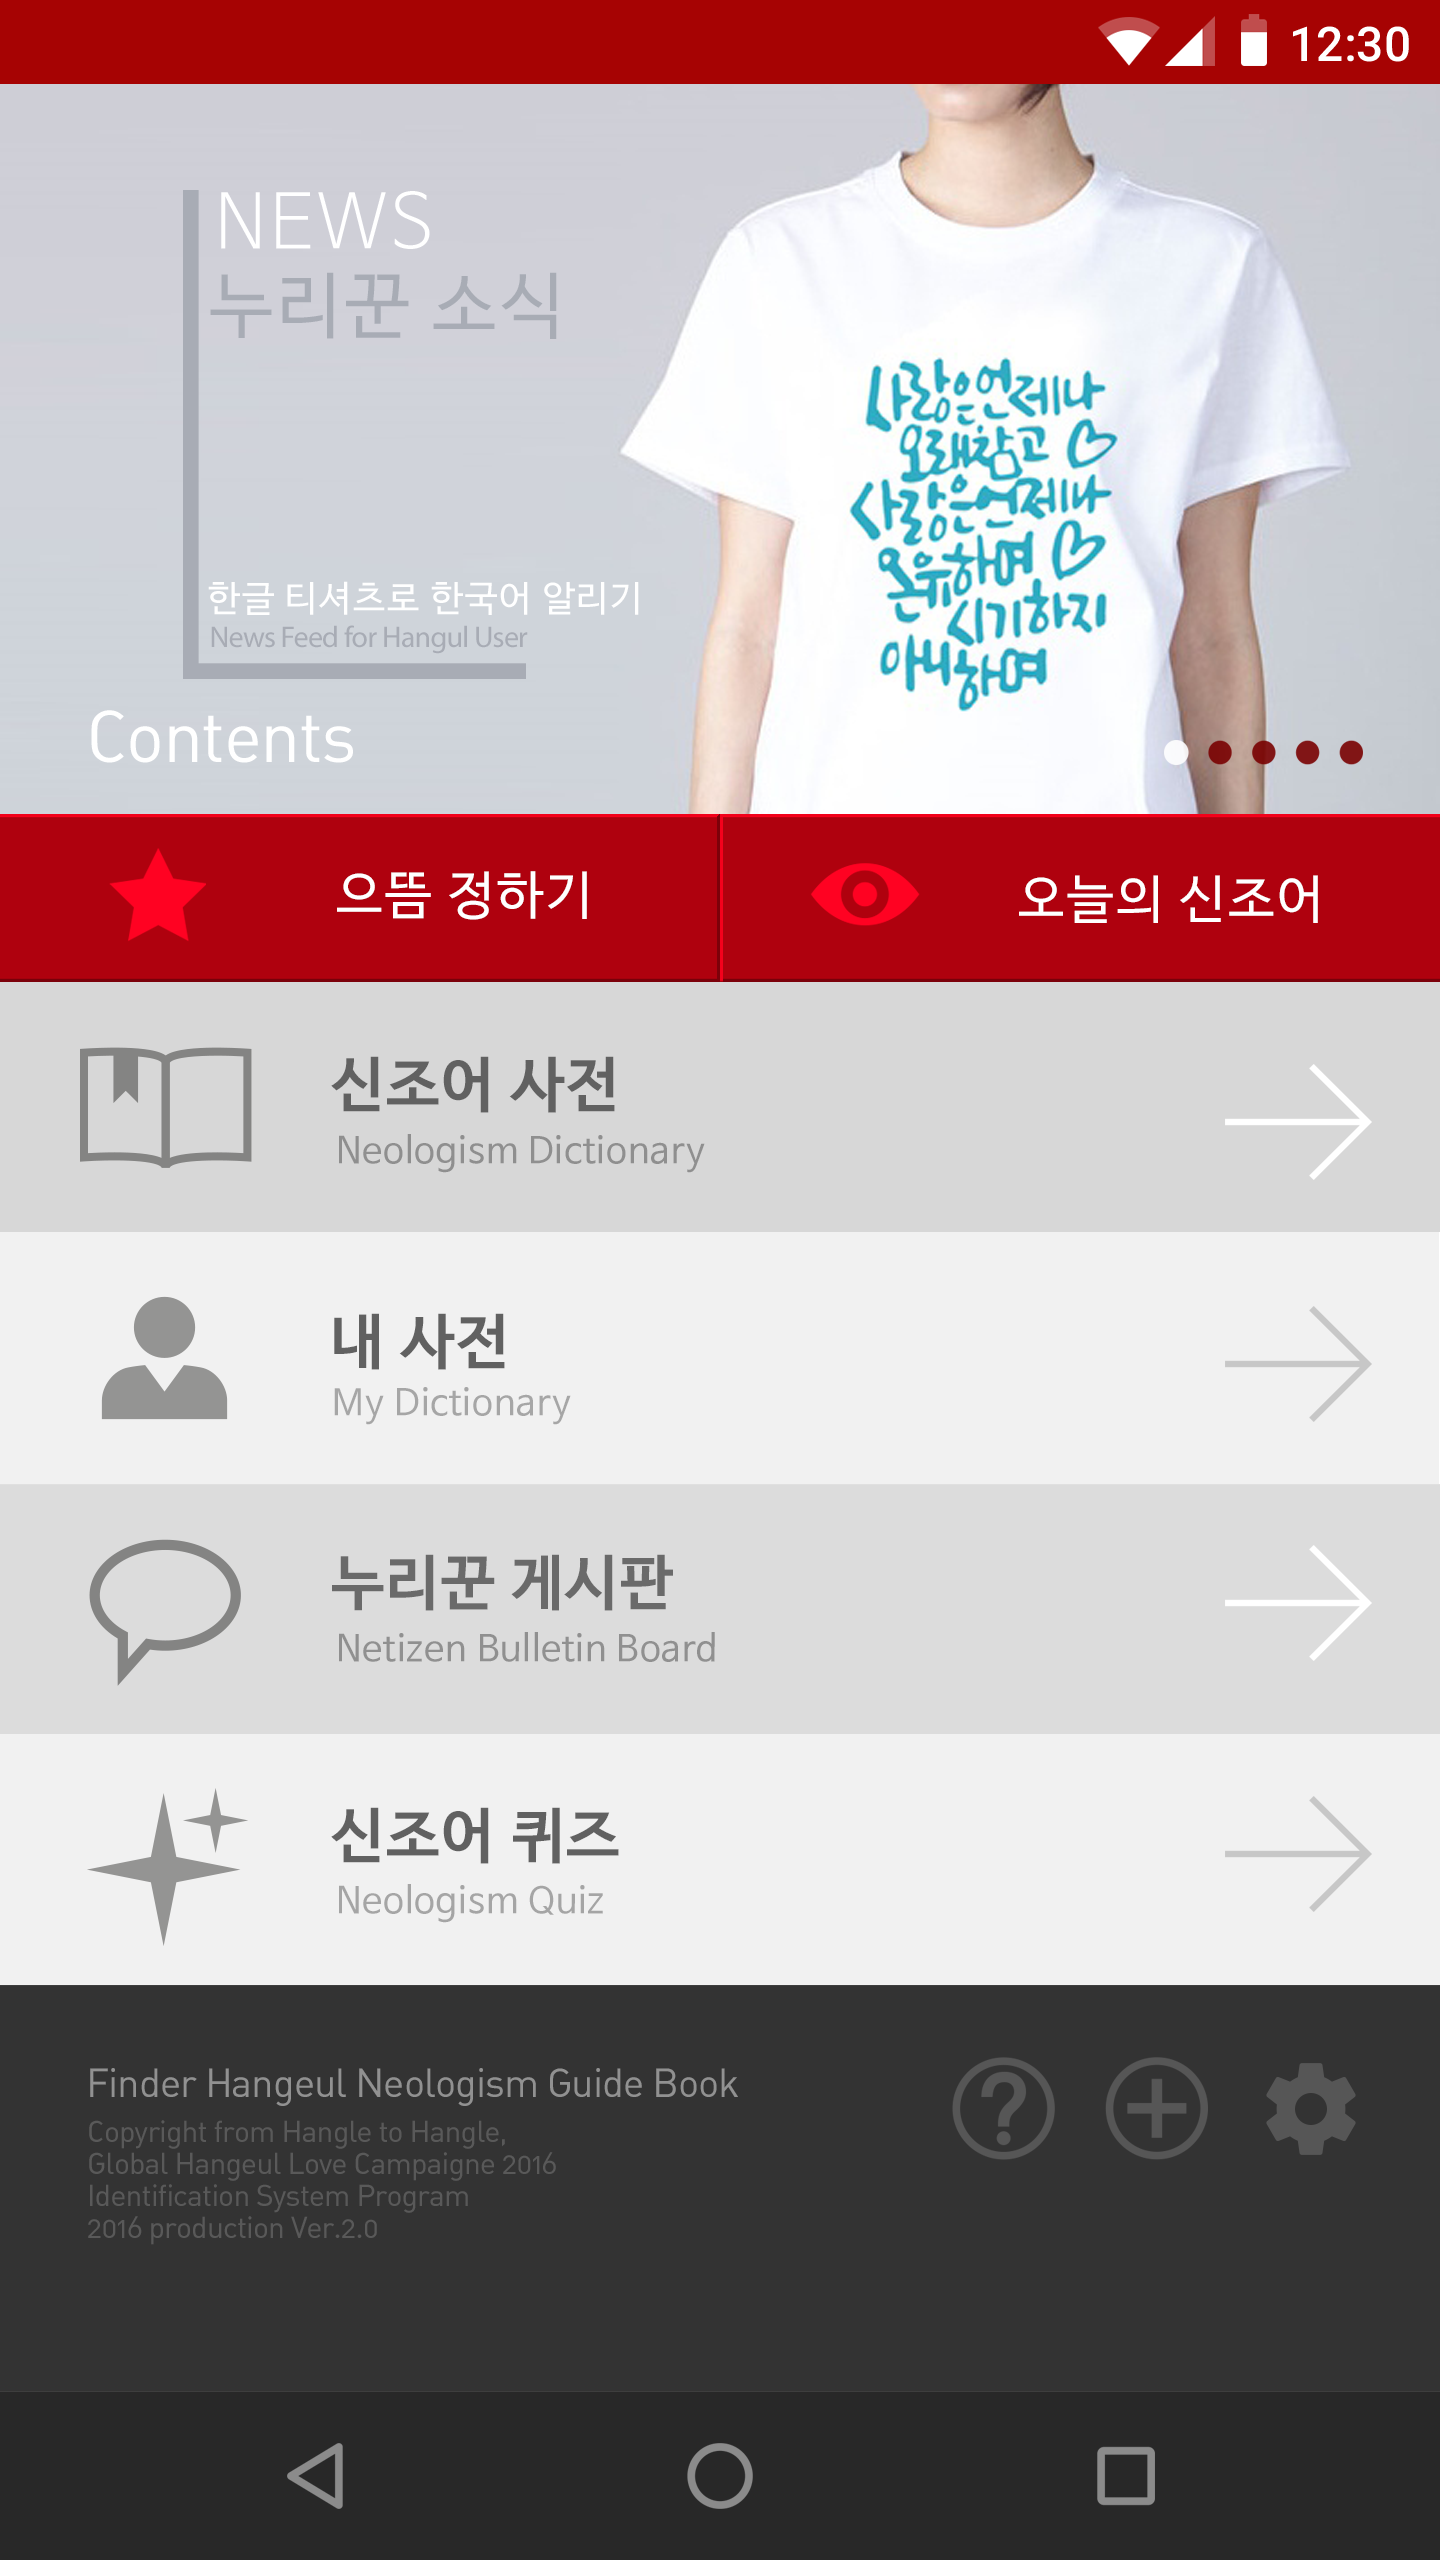 12:30
NEWS
누리꾼 소식
사랑은언제나
오래참고
사랑은언제나
온유하며
시기하지
아니하며
한글 티셔츠로 한국어 알리기
News Feed for Hangul User
Contents
으뜸 정하기
오늘의 신조어
신조어 사전
Neologism Dictionary
내 사전
My Dictionary
누리꾼 게시판
Netizen Bulletin Board
신조어 퀴즈
Neologism Quiz
Finder Hangeul Neologism Guide Book
Copyright from Hangle to Hangle,
Global Hangeul Love Campaigne 2016
Identification System Program
2016 production Ver.2.0